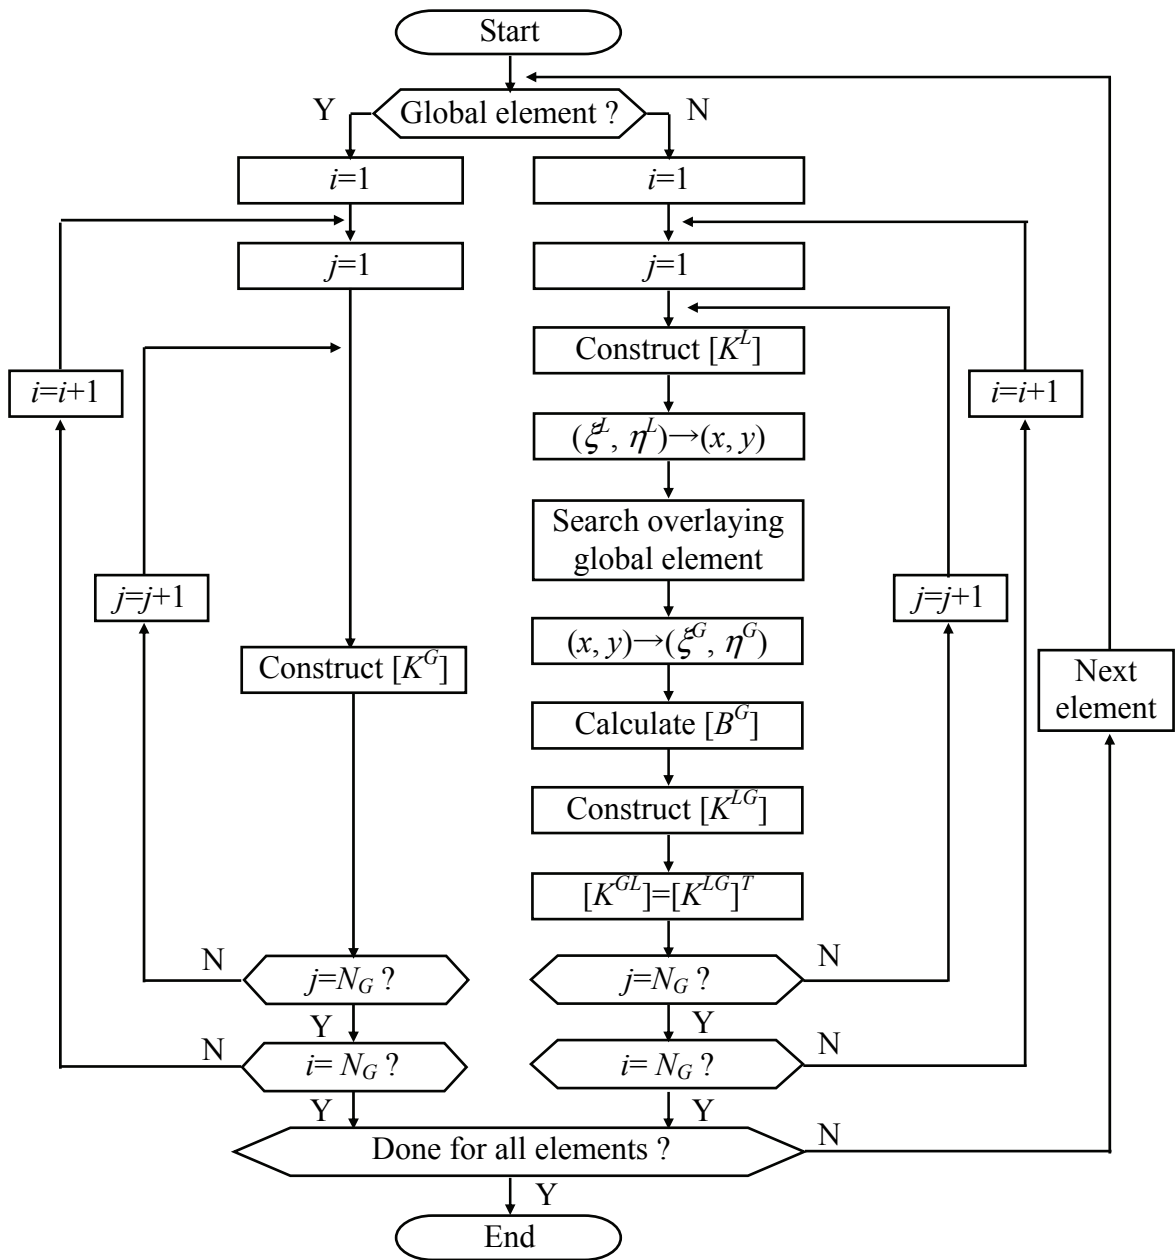 Start
Global element ?
Y
N
i=1
i=1
j=1
j=1
Construct [K^L]
i=i+1
i=i+1
(ξ^L, η^L)→(x, y)
Search overlaying
global element
j=j+1
j=j+1
(x, y)→(ξ^G, η^G)
Construct [K^G]
Next
element
Calculate [B^G]
Construct [K^{LG}]
[K^{GL}]=[K^{LG}]^T
N
j=N_G ?
j=N_G ?
N
Y
Y
N
i= N_G ?
i= N_G ?
N
Y
Y
Done for all elements ?
N
Y
End